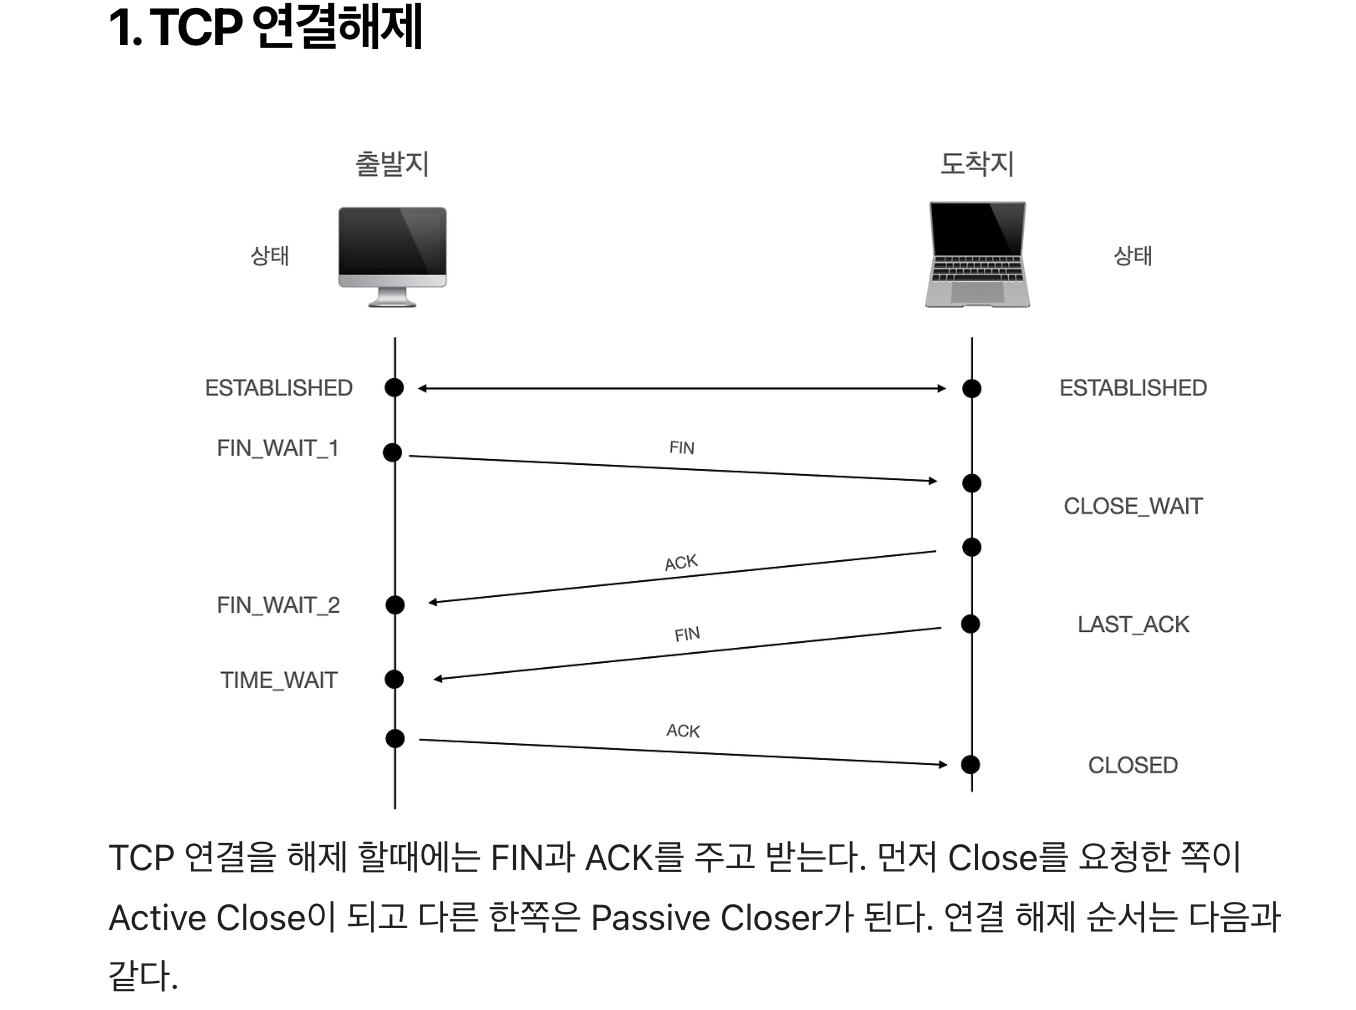 1. TCP 연결해제
출발지
도착지
상태
상태
ESTABLISHED
ESTABLISHED
FIN_WAIT_1
FIN
CLOSE_WAIT
ACK
FIN_WAIT_2
FIN
LAST_ACK
TIME_WAIT
ACK
CLOSED
TCP 연결을 해제 할때에는 FIN과 ACK를 주고 받는다. 먼저 Close를 요청한 쪽이
Active Close이 되고 다른 한쪽은 Passive Closer가 된다. 연결 해제 순서는 다음과
같다.